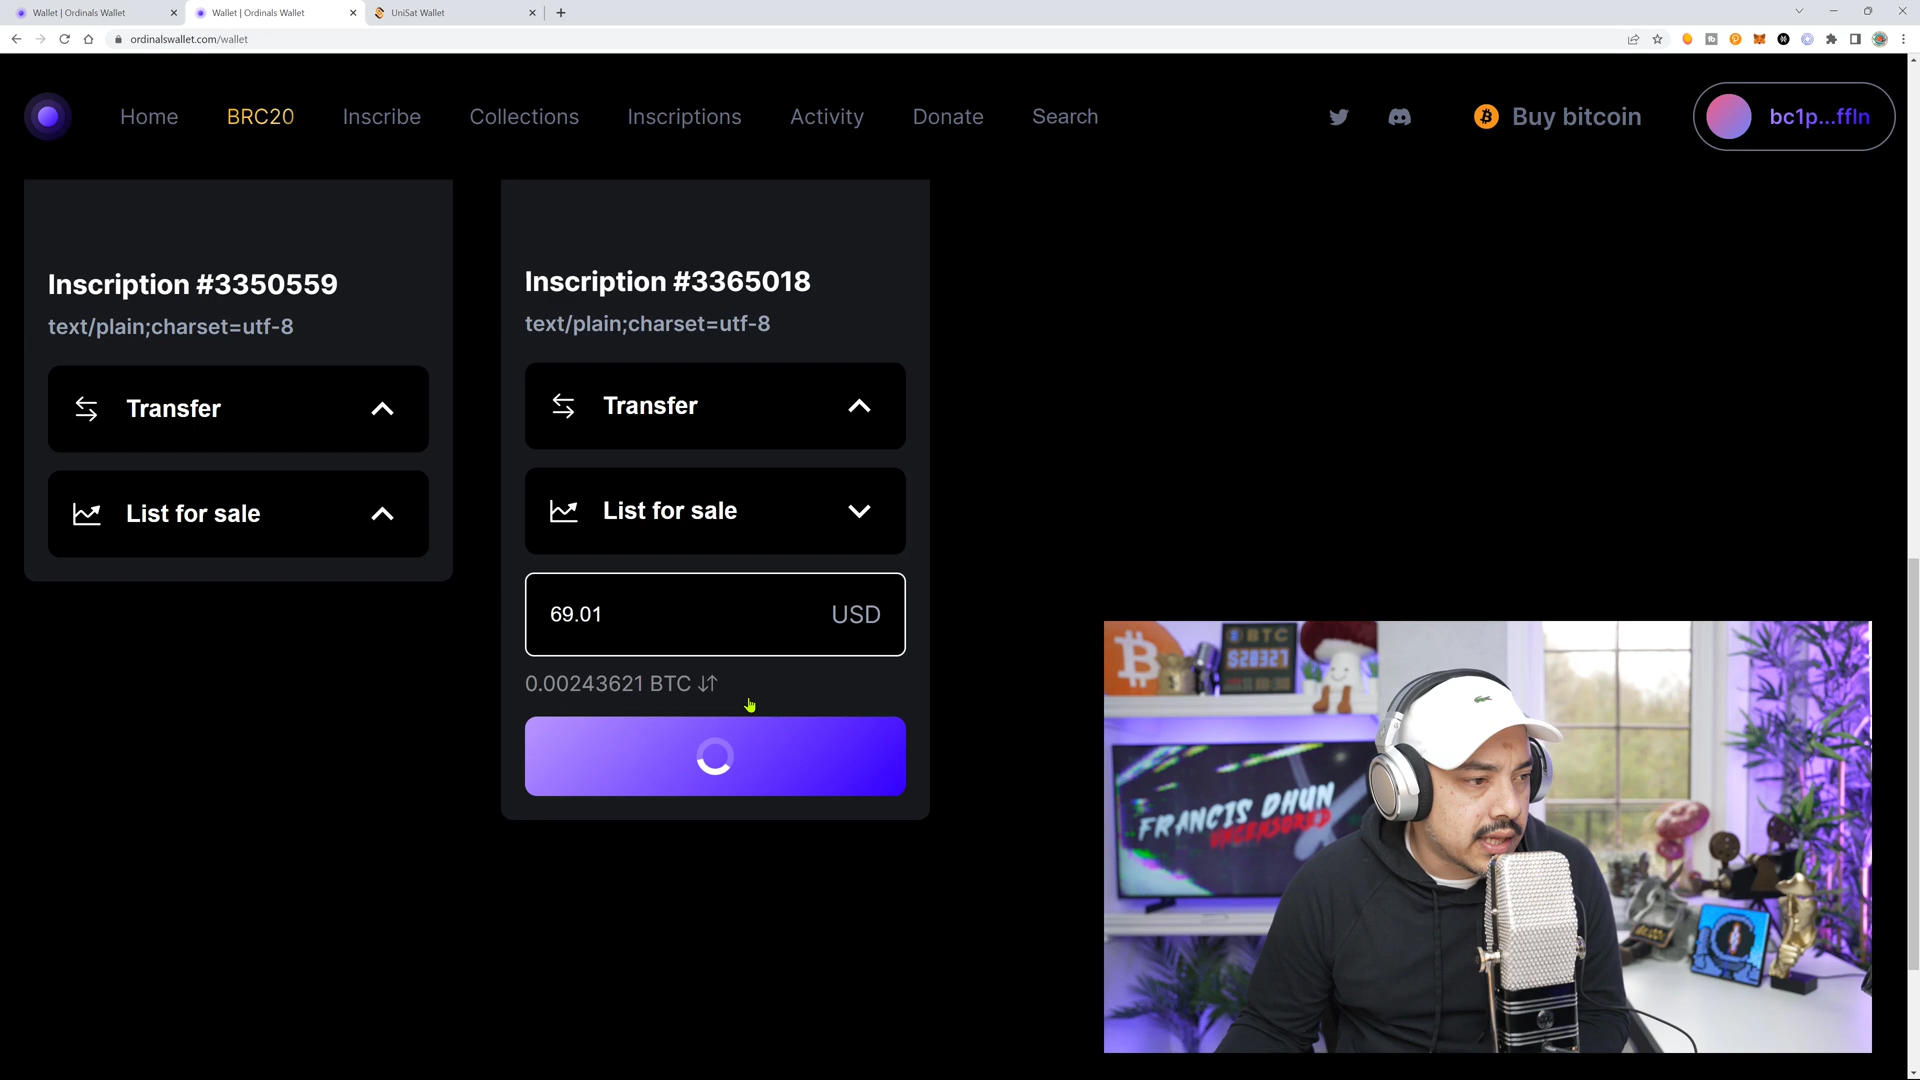 Wallet | Ordinals Wallet
Wallet | Ordinals Wallet
UniSat Wallet
ordinalswallet.com/wallet
Home
BRC20
Inscribe
Collections
Inscriptions
Activity
Donate
Search
Buy bitcoin
bc1p...ffln
Inscription #3350559
text/plain;charset=utf-8
Transfer
List for sale
Inscription #3365018
text/plain;charset=utf-8
Transfer
List for sale
69.01 USD
0.00243621 BTC
BTC
$28327
FRANCIS DHUN
UNCENSORED